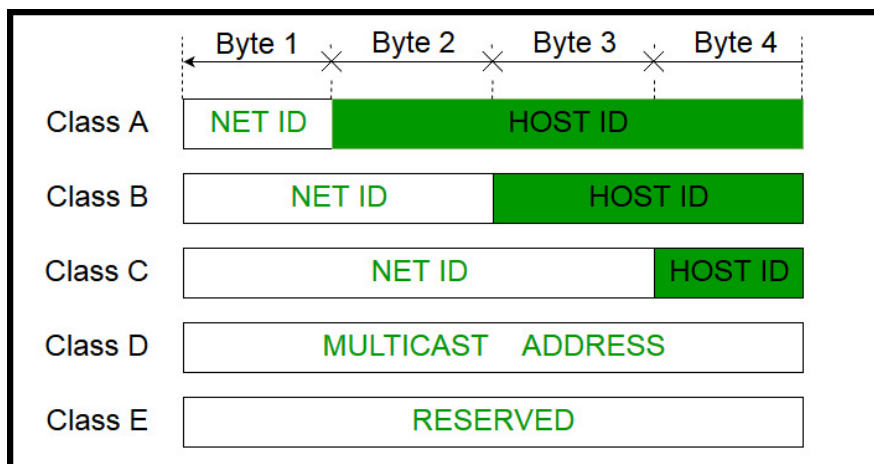 Byte 1 Byte 2 Byte 3 Byte 4
Class A NET ID HOST ID
Class B NET ID HOST ID
Class C NET ID HOST ID
Class D MULTICAST ADDRESS
Class E RESERVED